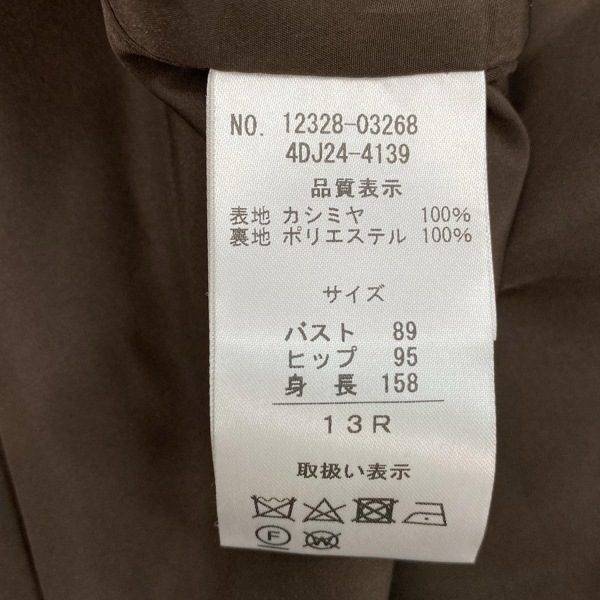 NO. 12328-03268
4DJ24-4139
品質表示
表地 カシミヤ 100%
裏地 ポリエステル 100%
サイズ
バスト 89
ヒップ 95
身長 158
13R
取扱い表示
F W